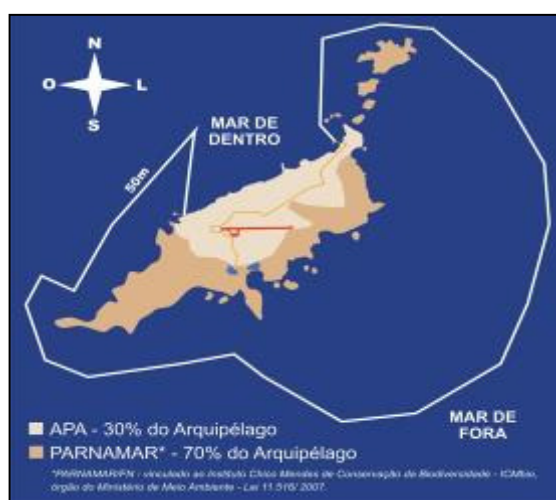 N
O
L
S
MAR DE
DENTRO
50m
MAR DE
FORA
APA - 30% do Arquipélago
PARNAMAR* - 70% do Arquipélago
*PARNAMAR/FN - vinculado ao Instituto Chico Mendes de Conservação da Biodiversidade - ICMbio,
órgão do Ministério de Meio Ambiente - Lei 11.516/ 2007.